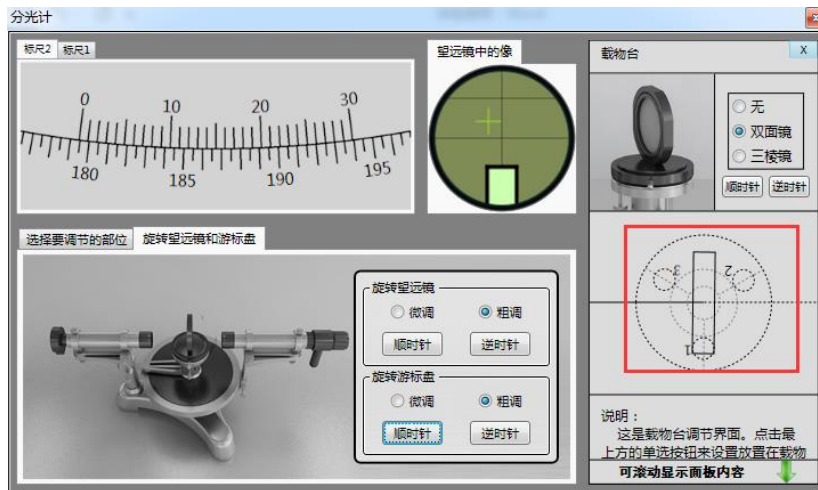 分光计
标尺2 标尺1
0 10 20 30
180 185 190 195
望远镜中的像
载物台 X
无
双面镜
三棱镜
顺时针 逆时针
选择要调节的部位 旋转望远镜和游标盘
旋转望远镜
微调 粗调
顺时针 逆时针
旋转游标盘
微调 粗调
顺时针 逆时针
3 2
1
说明：
这是载物台调节界面。点击最
上方的单选按钮来设置放置在载物
可滚动显示面板内容